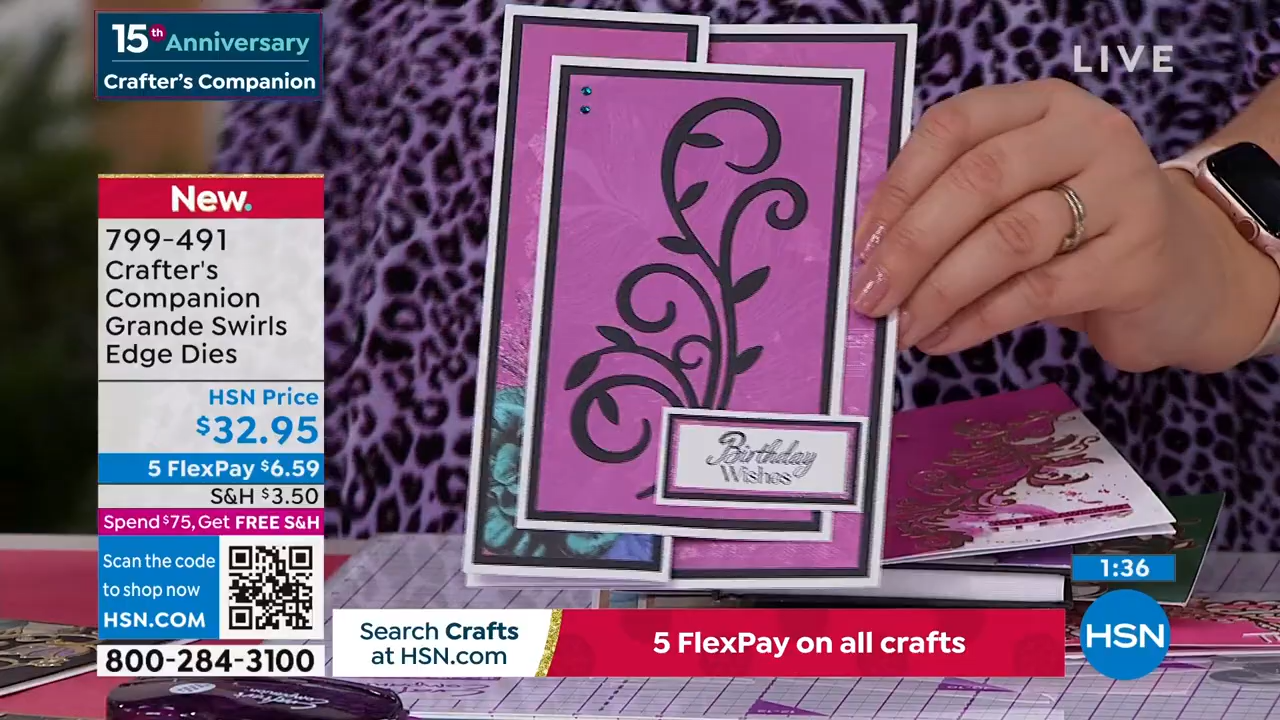 15th Anniversary
Crafter's Companion
LIVE
New.
799-491
Crafter's
Companion
Grande Swirls
Edge Dies
HSN Price
$32.95
5 FlexPay $6.59
S&H $3.50
Spend $75, Get FREE S&H
Scan the code
to shop now
HSN.COM
800-284-3100
Birthday
Wishes
1:36
HSN
Search Crafts
at HSN.com
5 FlexPay on all crafts
Crafter's
Companion